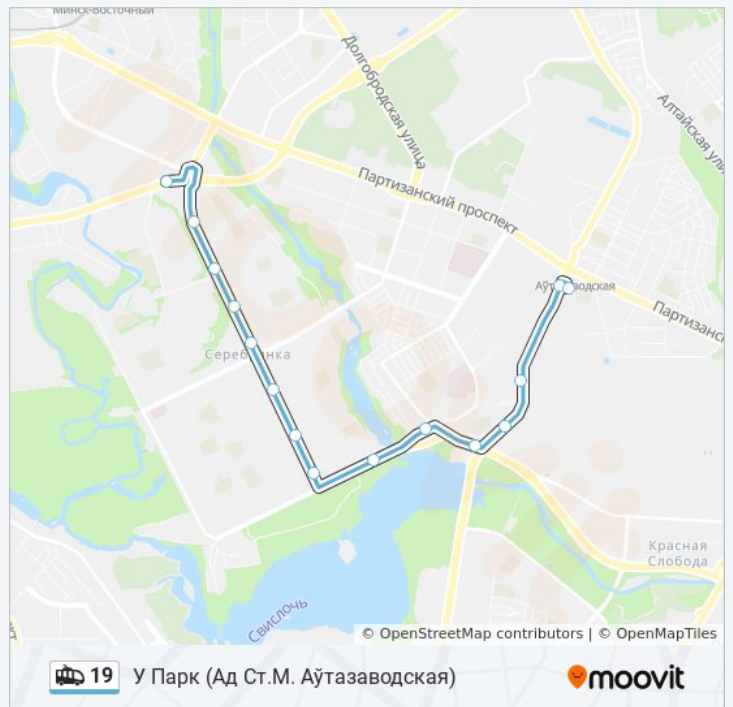 Минск-Восточный
Долгобродская улица
Алтайская ули
Партизанский проспект
Аўтазаводская
Партизанск
Серебрянка
Красная
Слобода
Свислочь
© OpenStreetMap contributors | © OpenMapTiles
19 У Парк (Ад Ст.М. Аўтазаводская) moovit